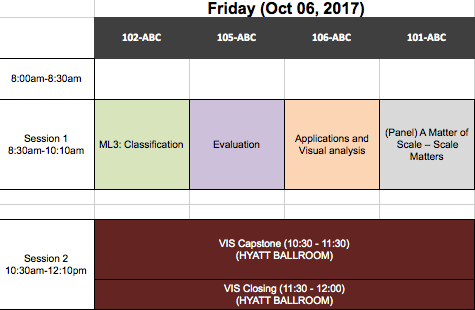 Friday (Oct 06, 2017)
102-ABC
105-ABC
106-ABC
101-ABC
8:00am-8:30am
Session 1
8:30am-10:10am
ML3: Classification
Evaluation
Applications and
Visual analysis
(Panel) A Matter of
Scale – Scale
Matters
Session 2
10:30am-12:10pm
VIS Capstone (10:30 - 11:30)
(HYATT BALLROOM)
VIS Closing (11:30 - 12:00)
(HYATT BALLROOM)